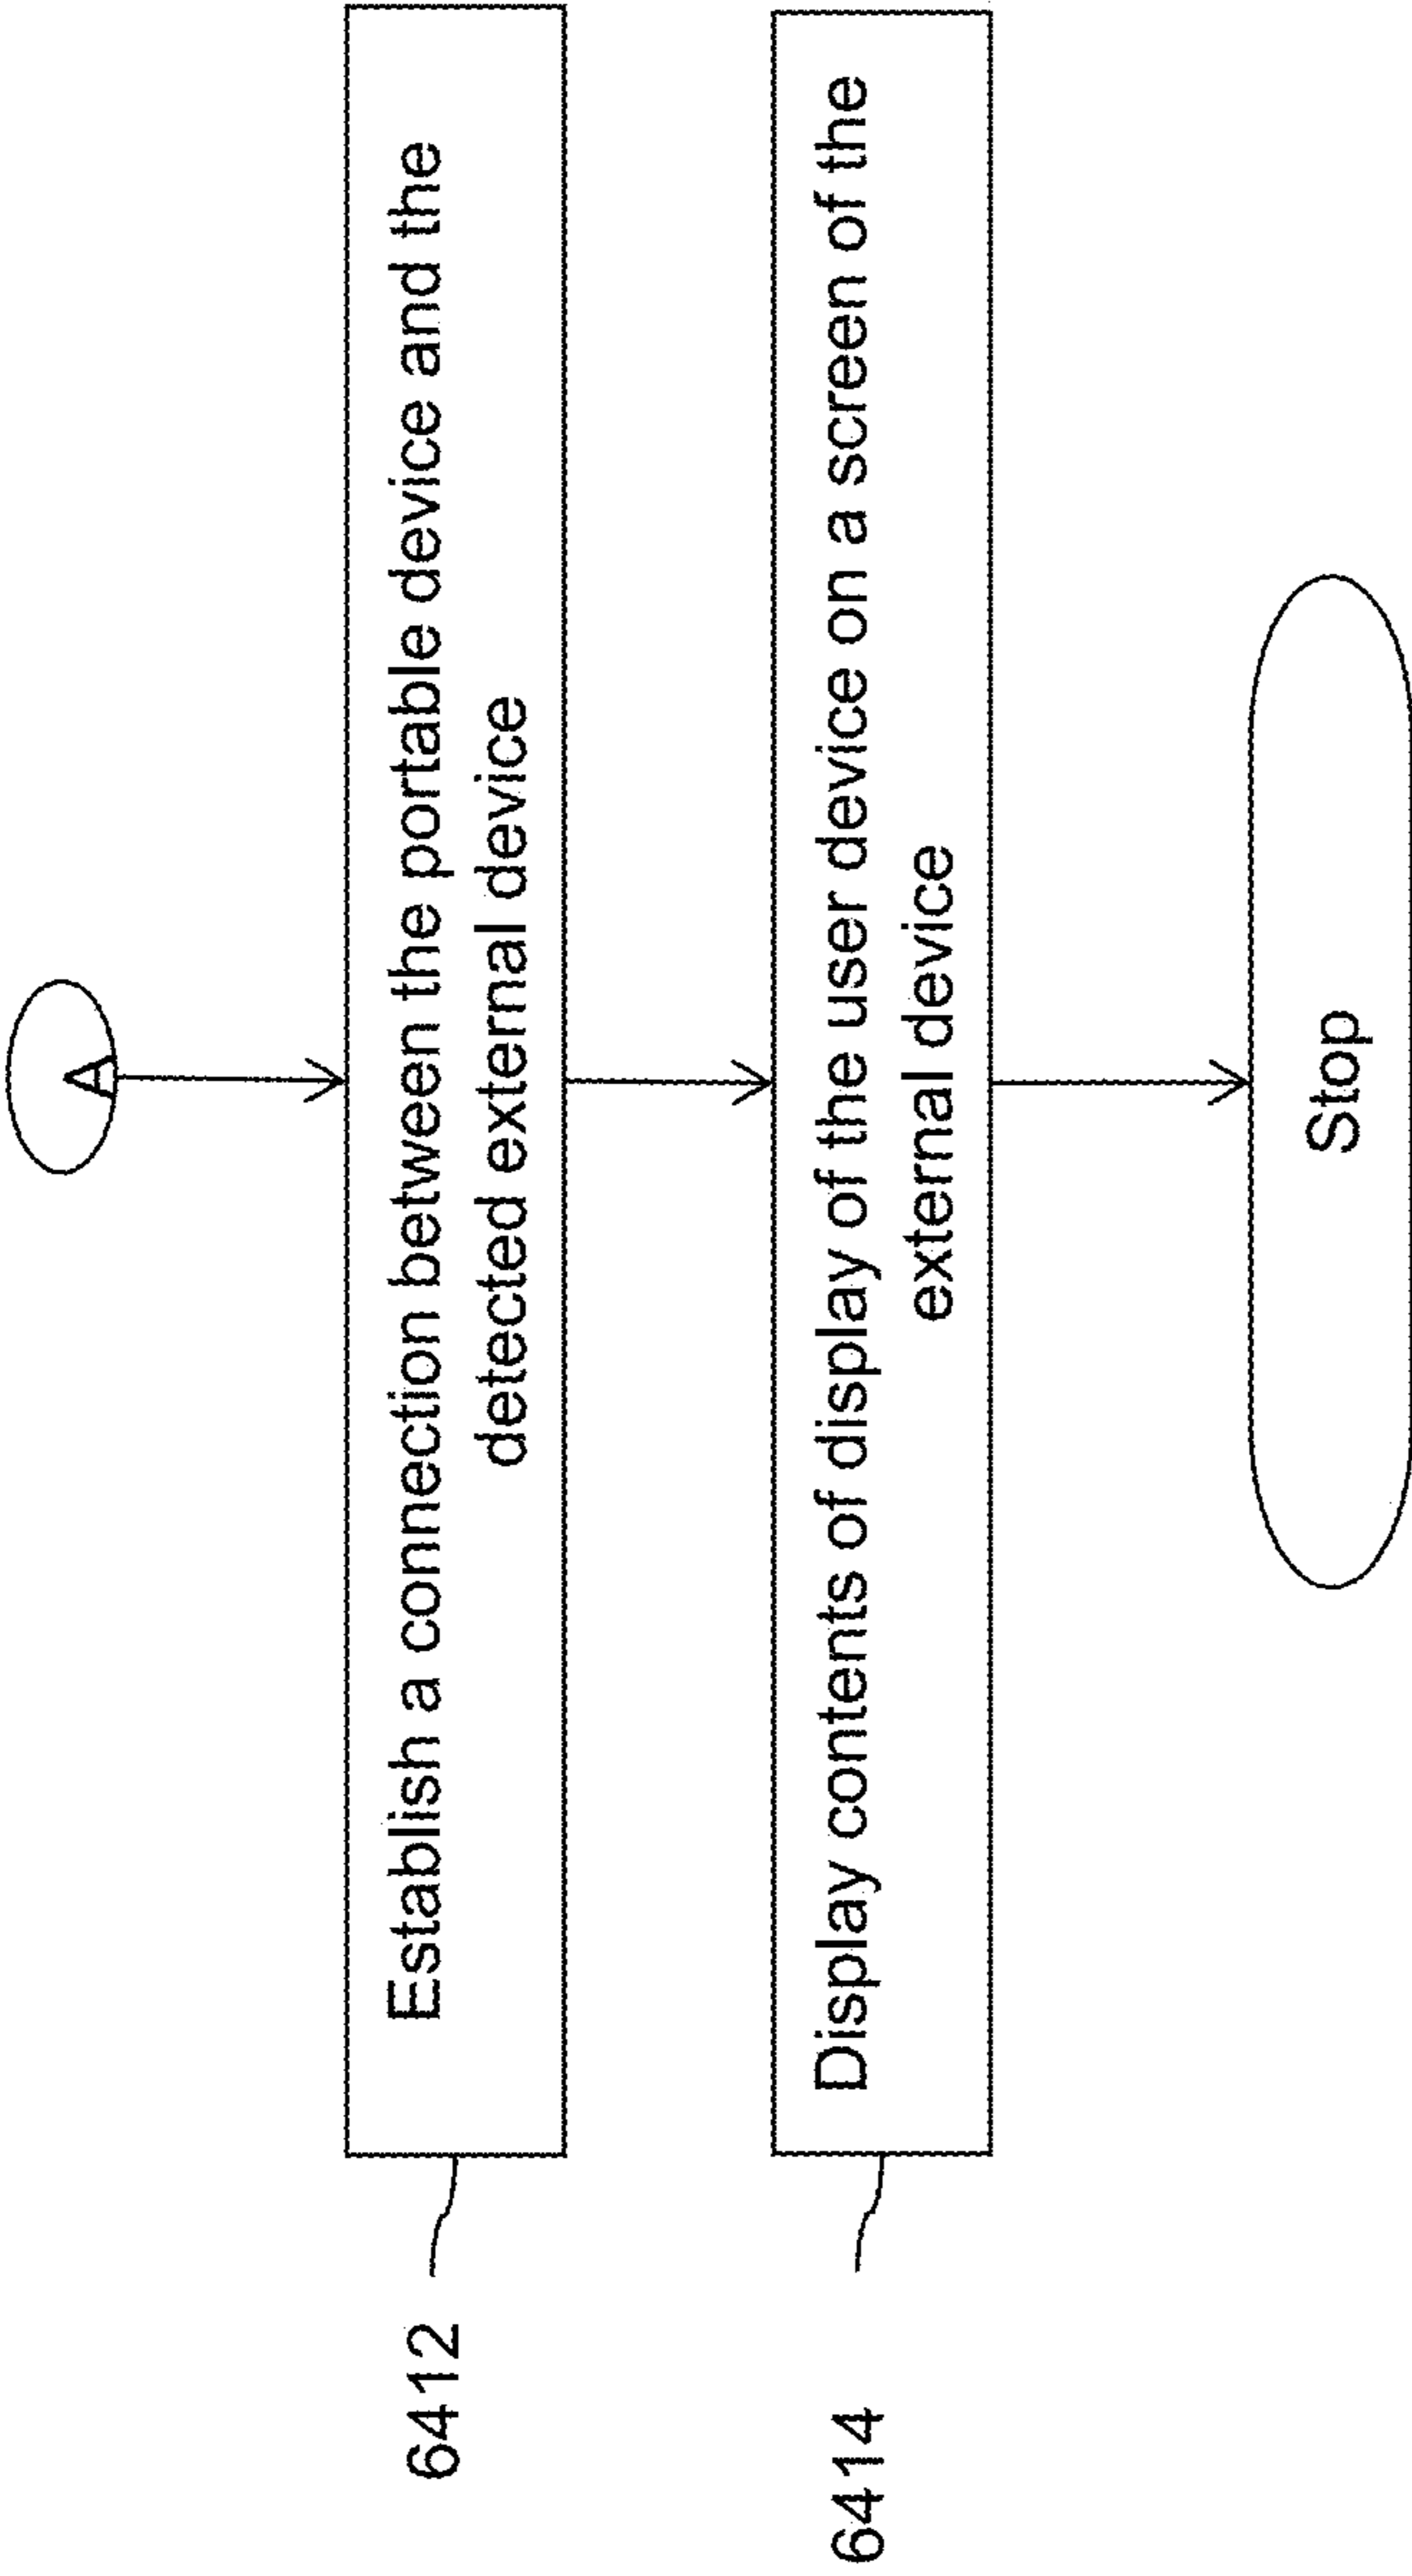 A
Establish a connection between the portable device and the
detected external device
6412
Display contents of display of the user device on a screen of the
external device
6414
Stop